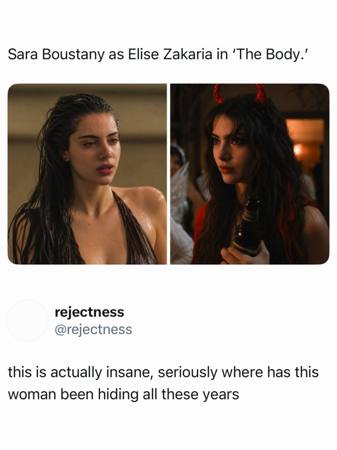 Sara Boustany as Elise Zakaria in ‘The Body.’
rejectness
@rejectness
this is actually insane, seriously where has this
woman been hiding all these years